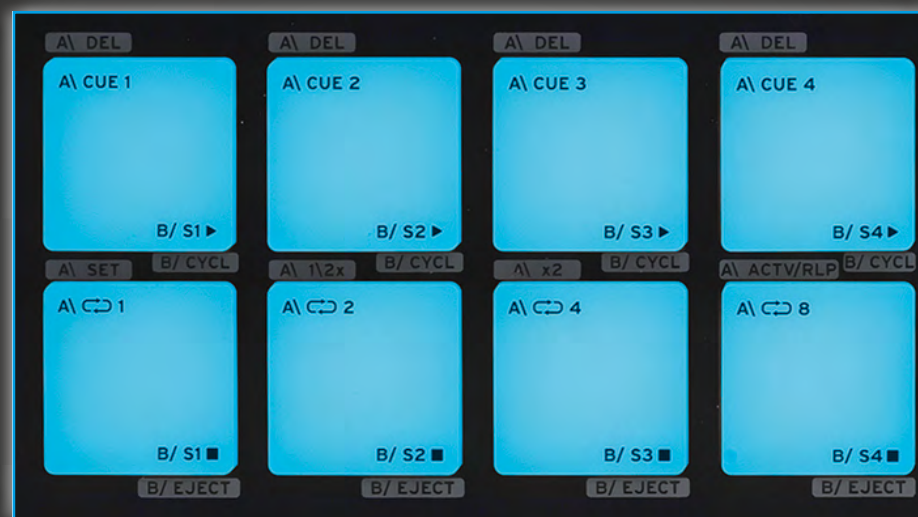 A\ DEL A\ DEL A\ DEL A\ DEL
A\ CUE 1 A\ CUE 2 A\ CUE 3 A\ CUE 4
B/ S1 ▶ B/ S2 ▶ B/ S3 ▶ B/ S4 ▶
B/ CYCL B/ CYCL B/ CYCL B/ CYCL
A\ SET A\ 1\2x A\ x2 A\ ACTV/RLP
A\ 1 A\ 2 A\ 4 A\ 8
B/ S1 ■ B/ S2 ■ B/ S3 ■ B/ S4 ■
B/ EJECT B/ EJECT B/ EJECT B/ EJECT